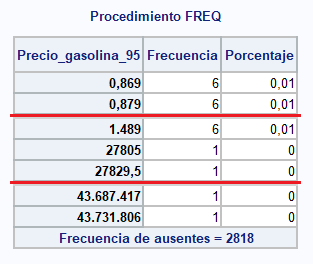 Procedimiento FREQ
Precio_gasolina_95 Frecuencia Porcentaje
0,869 6 0,01
0,879 6 0,01
1.489 6 0,01
27805 1 0
27829,5 1 0
43.687.417 1 0
43.731.806 1 0
Frecuencia de ausentes = 2818